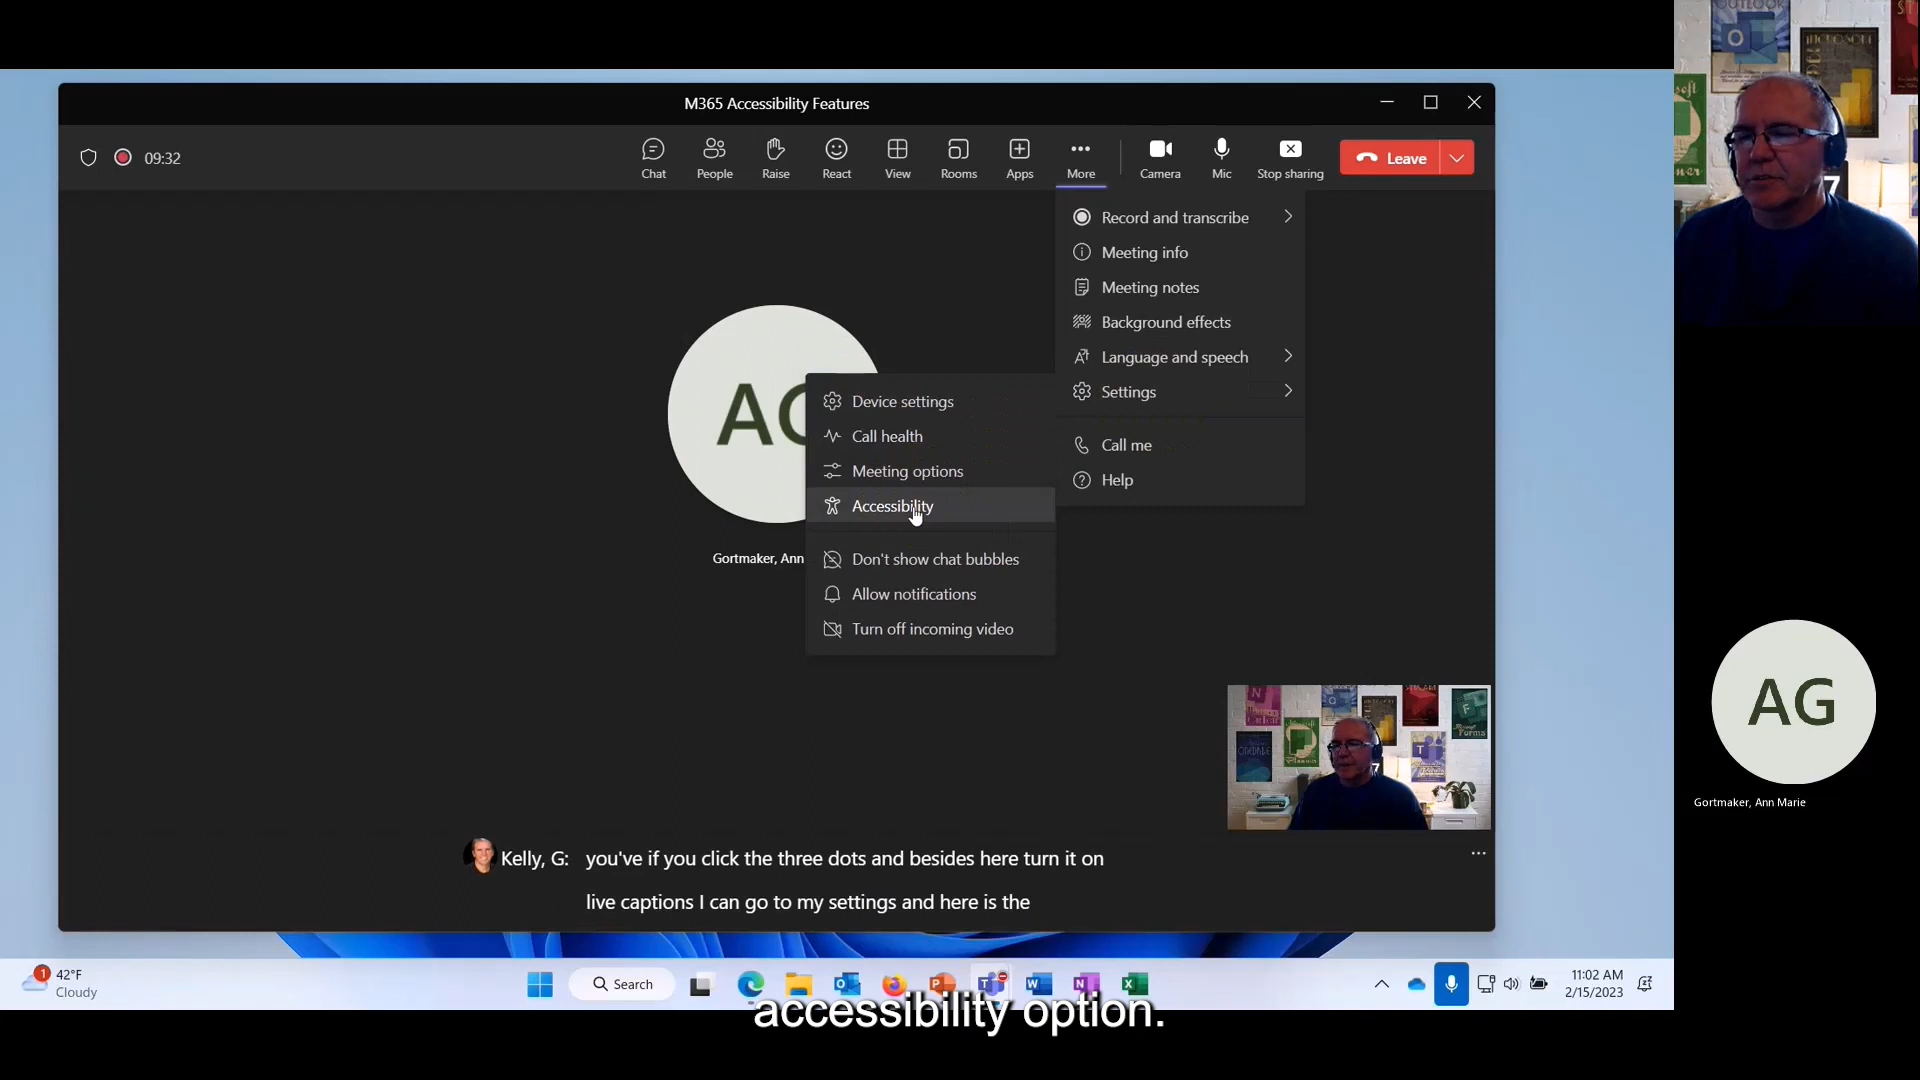 M365 Accessibility Features
09:32
Chat
People
Raise
React
View
Rooms
Apps
More
Camera
Mic
Stop sharing
Leave
Record and transcribe
Meeting info
Meeting notes
Background effects
Language and speech
Settings
Call me
Help
AG
Device settings
Call health
Meeting options
Accessibility
Don't show chat bubbles
Allow notifications
Turn off incoming video
Gortmaker, Ann
Kelly, G: you've if you click the three dots and besides here turn it on
live captions I can go to my settings and here is the
AG
Gortmaker, Ann Marie
1
42°F
Cloudy
Search
11:02 AM
2/15/2023
accessibility option.